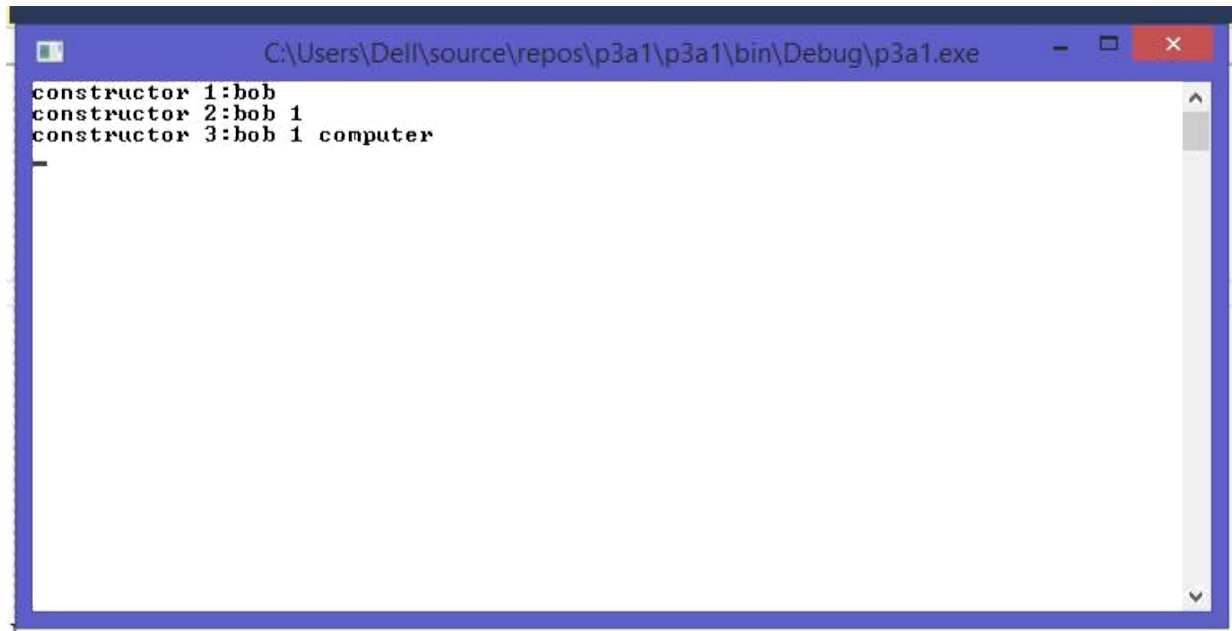 C:\Users\Dell\source\repos\p3a1\p3a1\bin\Debug\p3a1.exe
constructor 1:bob
constructor 2:bob 1
constructor 3:bob 1 computer